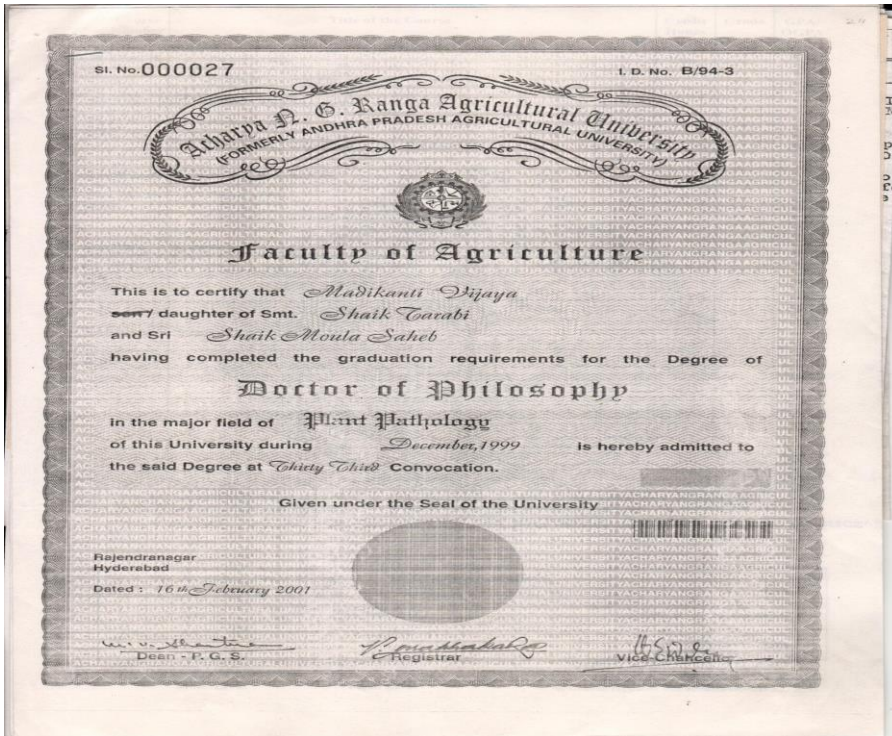 Sl. No.000027
I. D. No. B/94-3
Acharya N. G. Ranga Agricultural University
(FORMERLY ANDHRA PRADESH AGRICULTURAL UNIVERSITY)
Faculty of Agriculture
This is to certify that Madikanti Vijaya
son / daughter of Smt. Shaik Tarabi
and Sri Shaik Moula Saheb
having completed the graduation requirements for the Degree of
Doctor of Philosophy
in the major field of Plant Pathology
of this University during December, 1999 is hereby admitted to
the said Degree at Thirty Third Convocation.
Given under the Seal of the University
Rajendranagar
Hyderabad
Dated : 16th February 2001
Dean - P. G. S.
Registrar
Vice-Chancellor